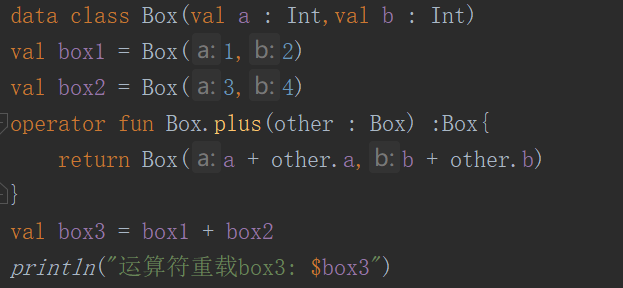 data class Box(val a : Int,val b : Int)
val box1 = Box(a: 1, b: 2)
val box2 = Box(a: 3, b: 4)
operator fun Box.plus(other : Box) :Box{
    return Box(a: a + other.a, b: b + other.b)
}
val box3 = box1 + box2
println("运算符重载box3: $box3")